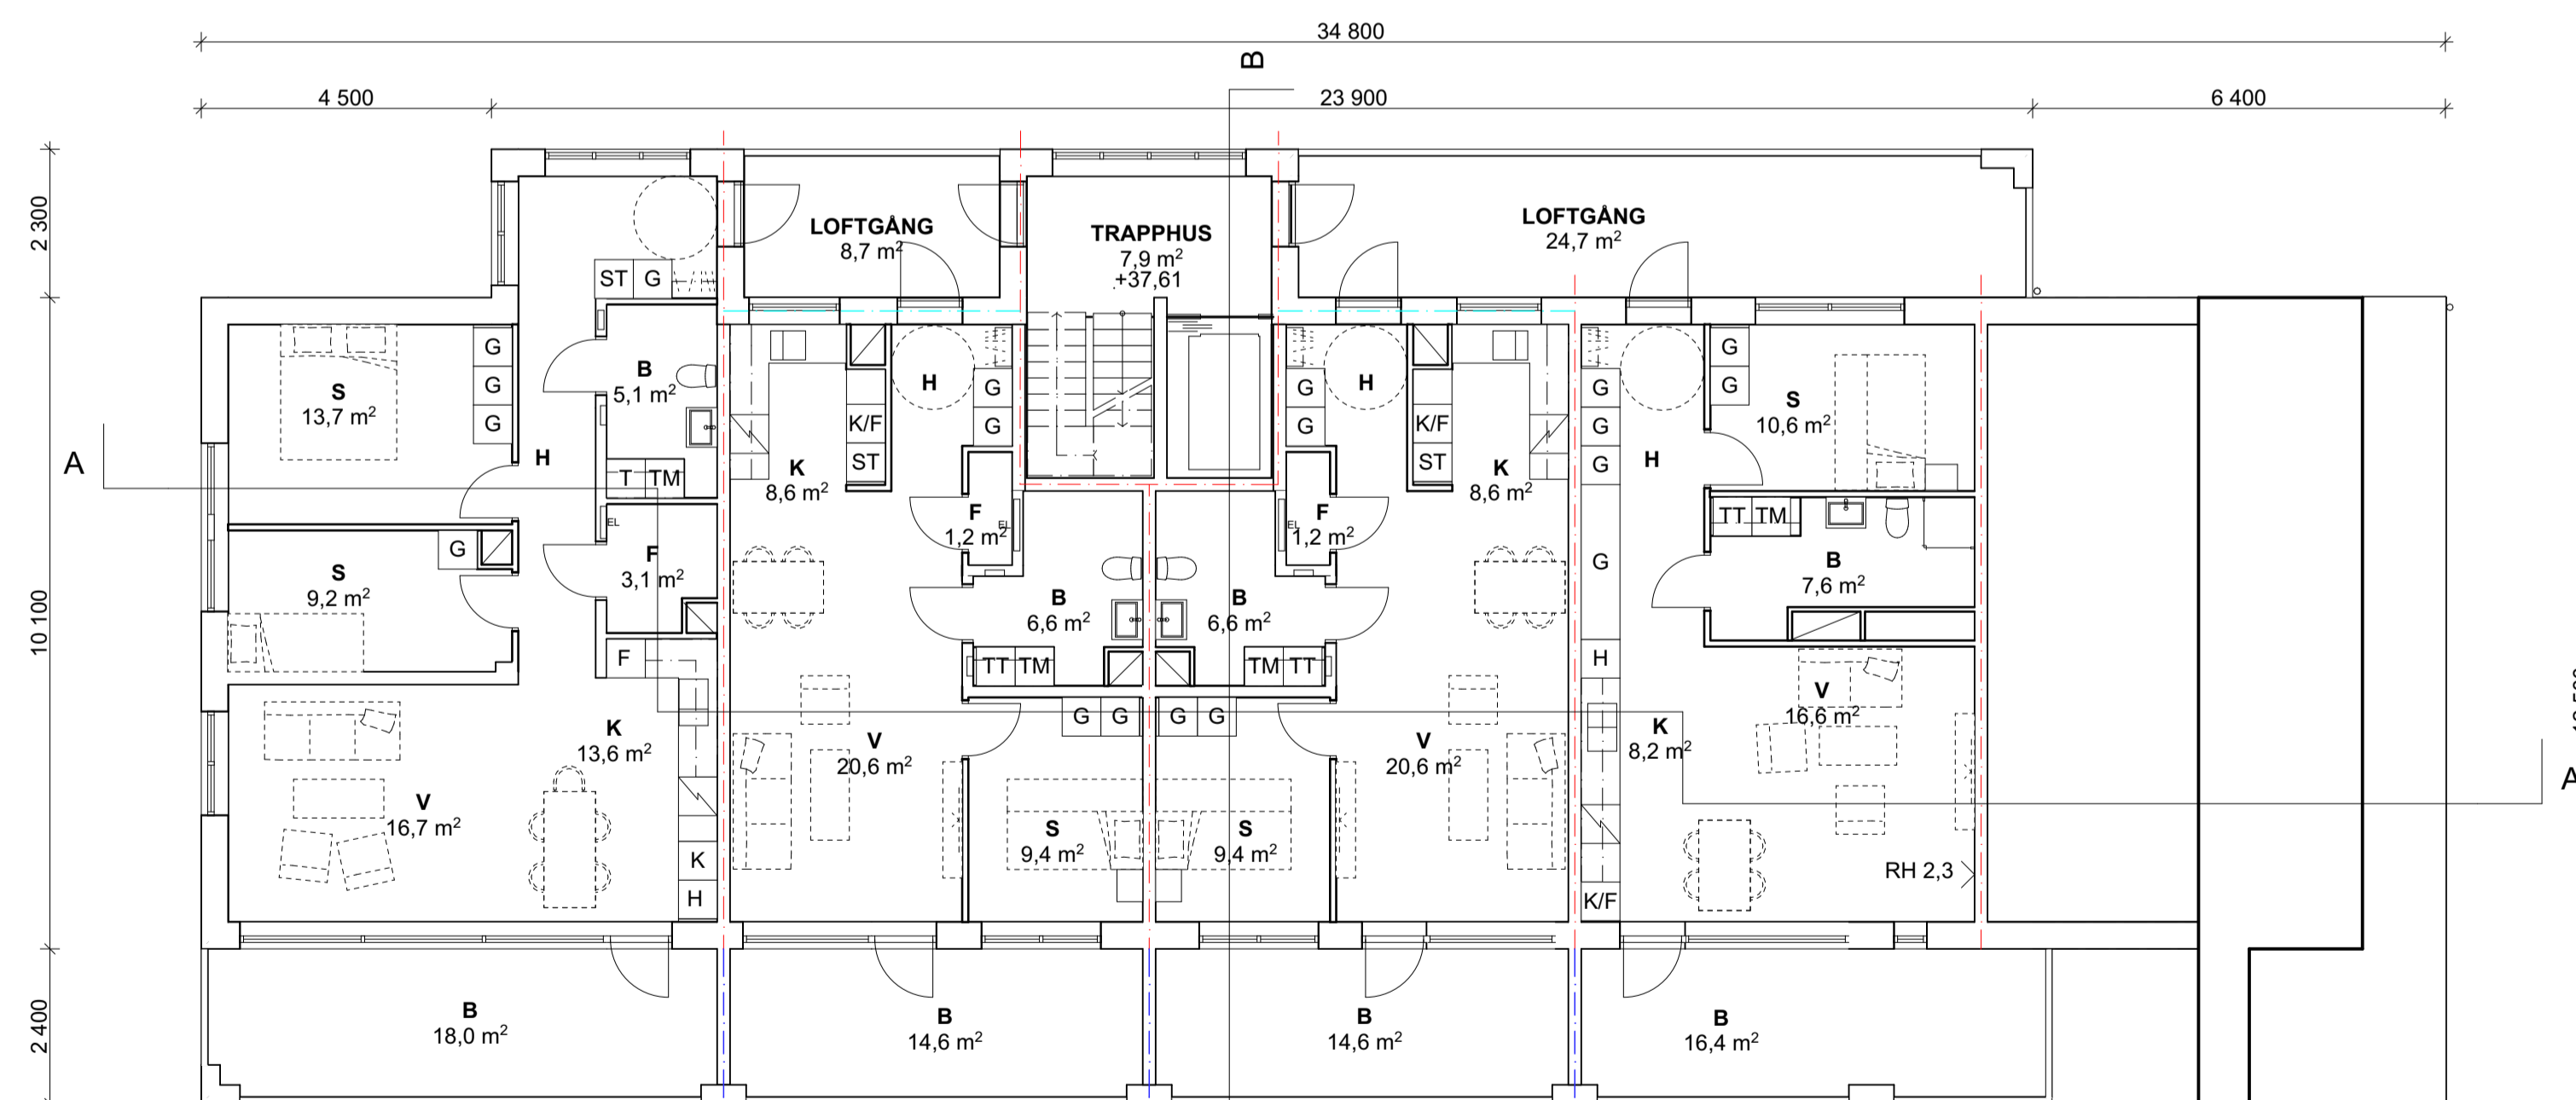 34 800
B
4 500
23 900
6 400
2 300
LOFTGÅNG
8,7 m²
TRAPPHUS
7,9 m²
+37,61
LOFTGÅNG
24,7 m²
ST
G
G
G
G
S
13,7 m²
B
5,1 m²
T
TM
H
A
EL
F
3,1 m²
G
S
9,2 m²
10 100
F
K
13,6 m²
V
16,7 m²
K
H
K
8,6 m²
K/F
ST
H
G
G
F
1,2 m²
EL
B
6,6 m²
TT
TM
G
G
V
20,6 m²
S
9,4 m²
B
6,6 m²
TM
TT
G
G
S
9,4 m²
V
20,6 m²
G
G
H
K/F
ST
K
8,6 m²
F
1,2 m²
EL
G
G
G
G
H
H
K
8,2 m²
K/F
G
G
S
10,6 m²
TT
TM
B
7,6 m²
V
16,6 m²
RH 2,3
A
2 400
B
18,0 m²
B
14,6 m²
B
14,6 m²
B
16,4 m²